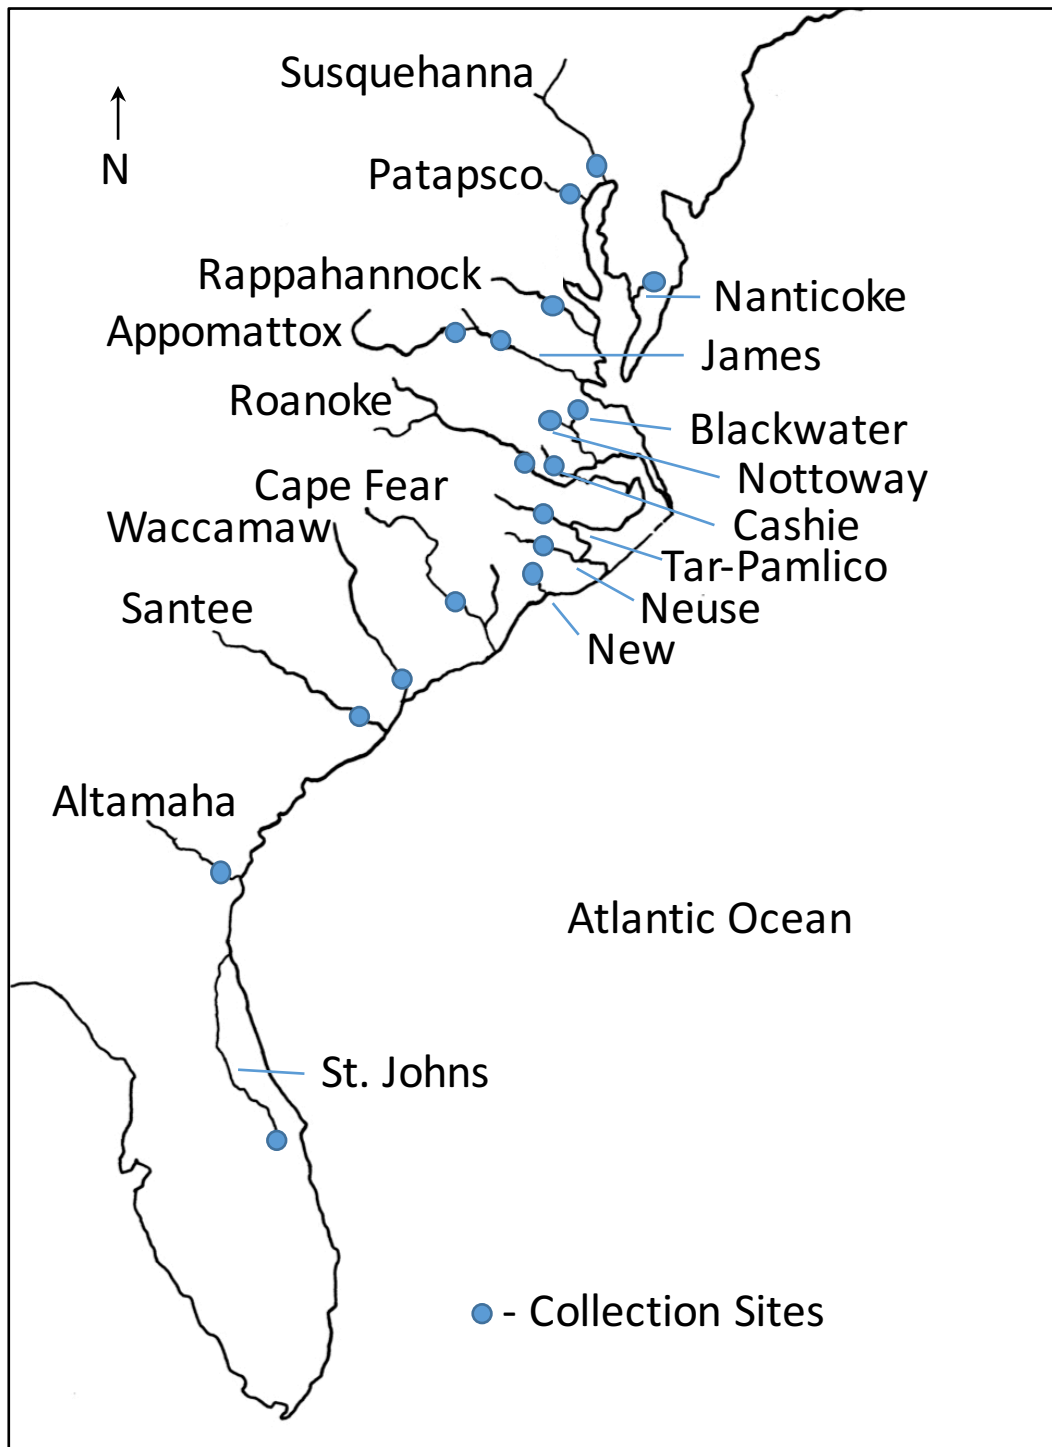 Susquehanna
N
Patapsco
Rappahannock
Nanticoke
Appomattox
James
Roanoke
Blackwater
Nottoway
Cape Fear
Waccamaw
Cashie
Tar-Pamlico
Santee
Neuse
New
Altamaha
Atlantic Ocean
St. Johns
- Collection Sites